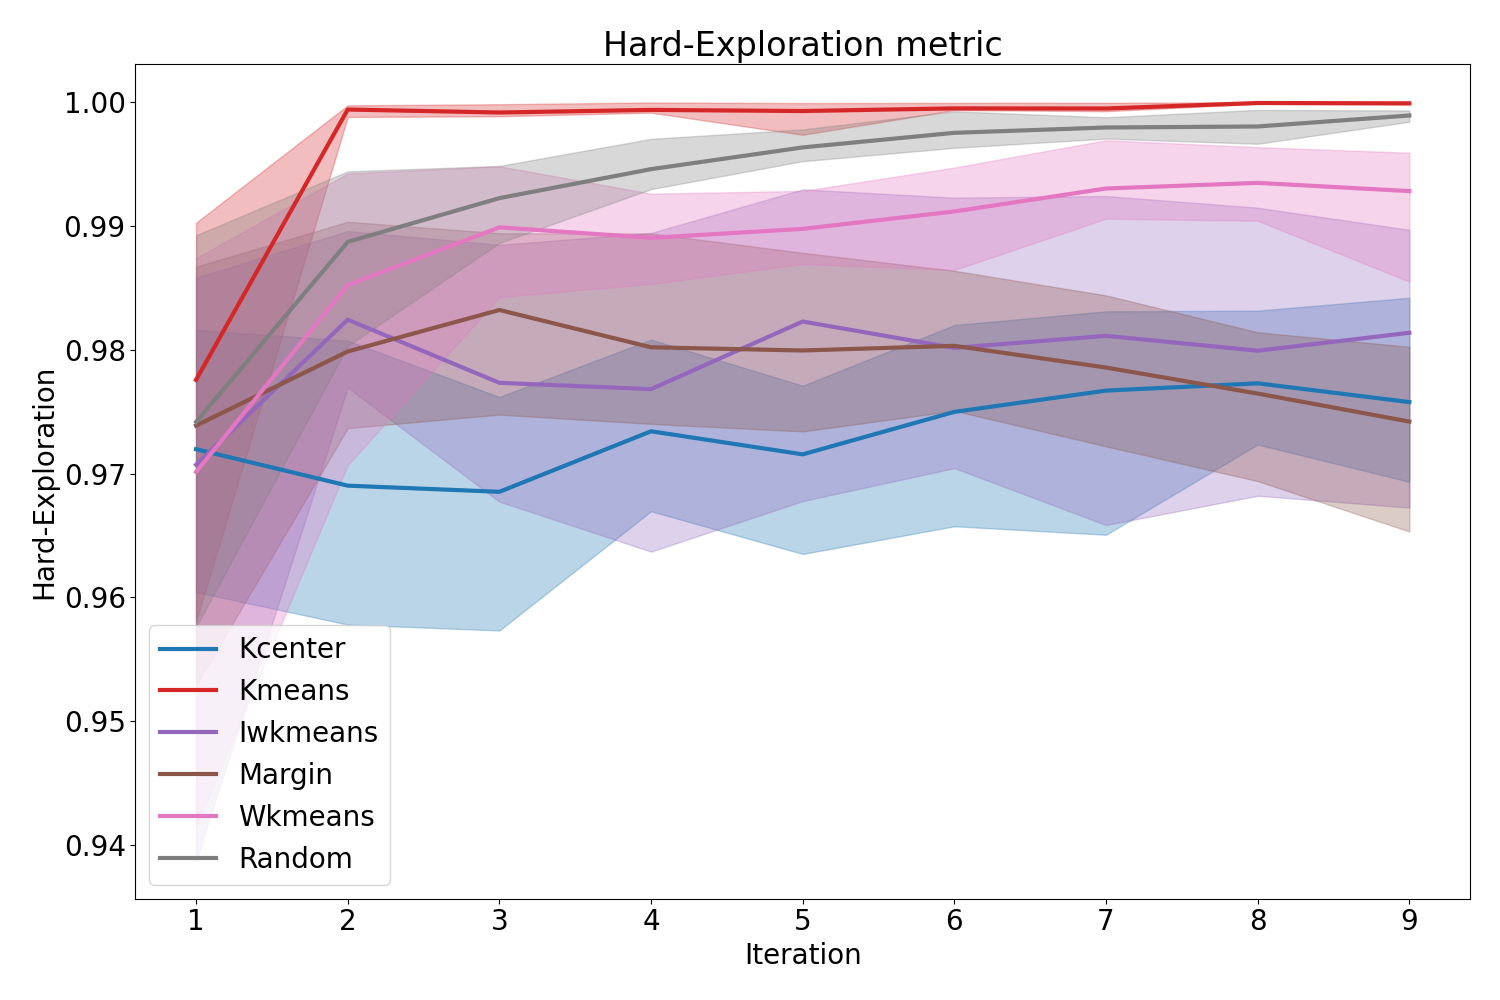 Hard-Exploration metric
Hard-Exploration
1.00
0.99
0.98
0.97
0.96
0.95
0.94
Kcenter
Kmeans
Iwkmeans
Margin
Wkmeans
Random
1 2 3 4 5 6 7 8 9
Iteration